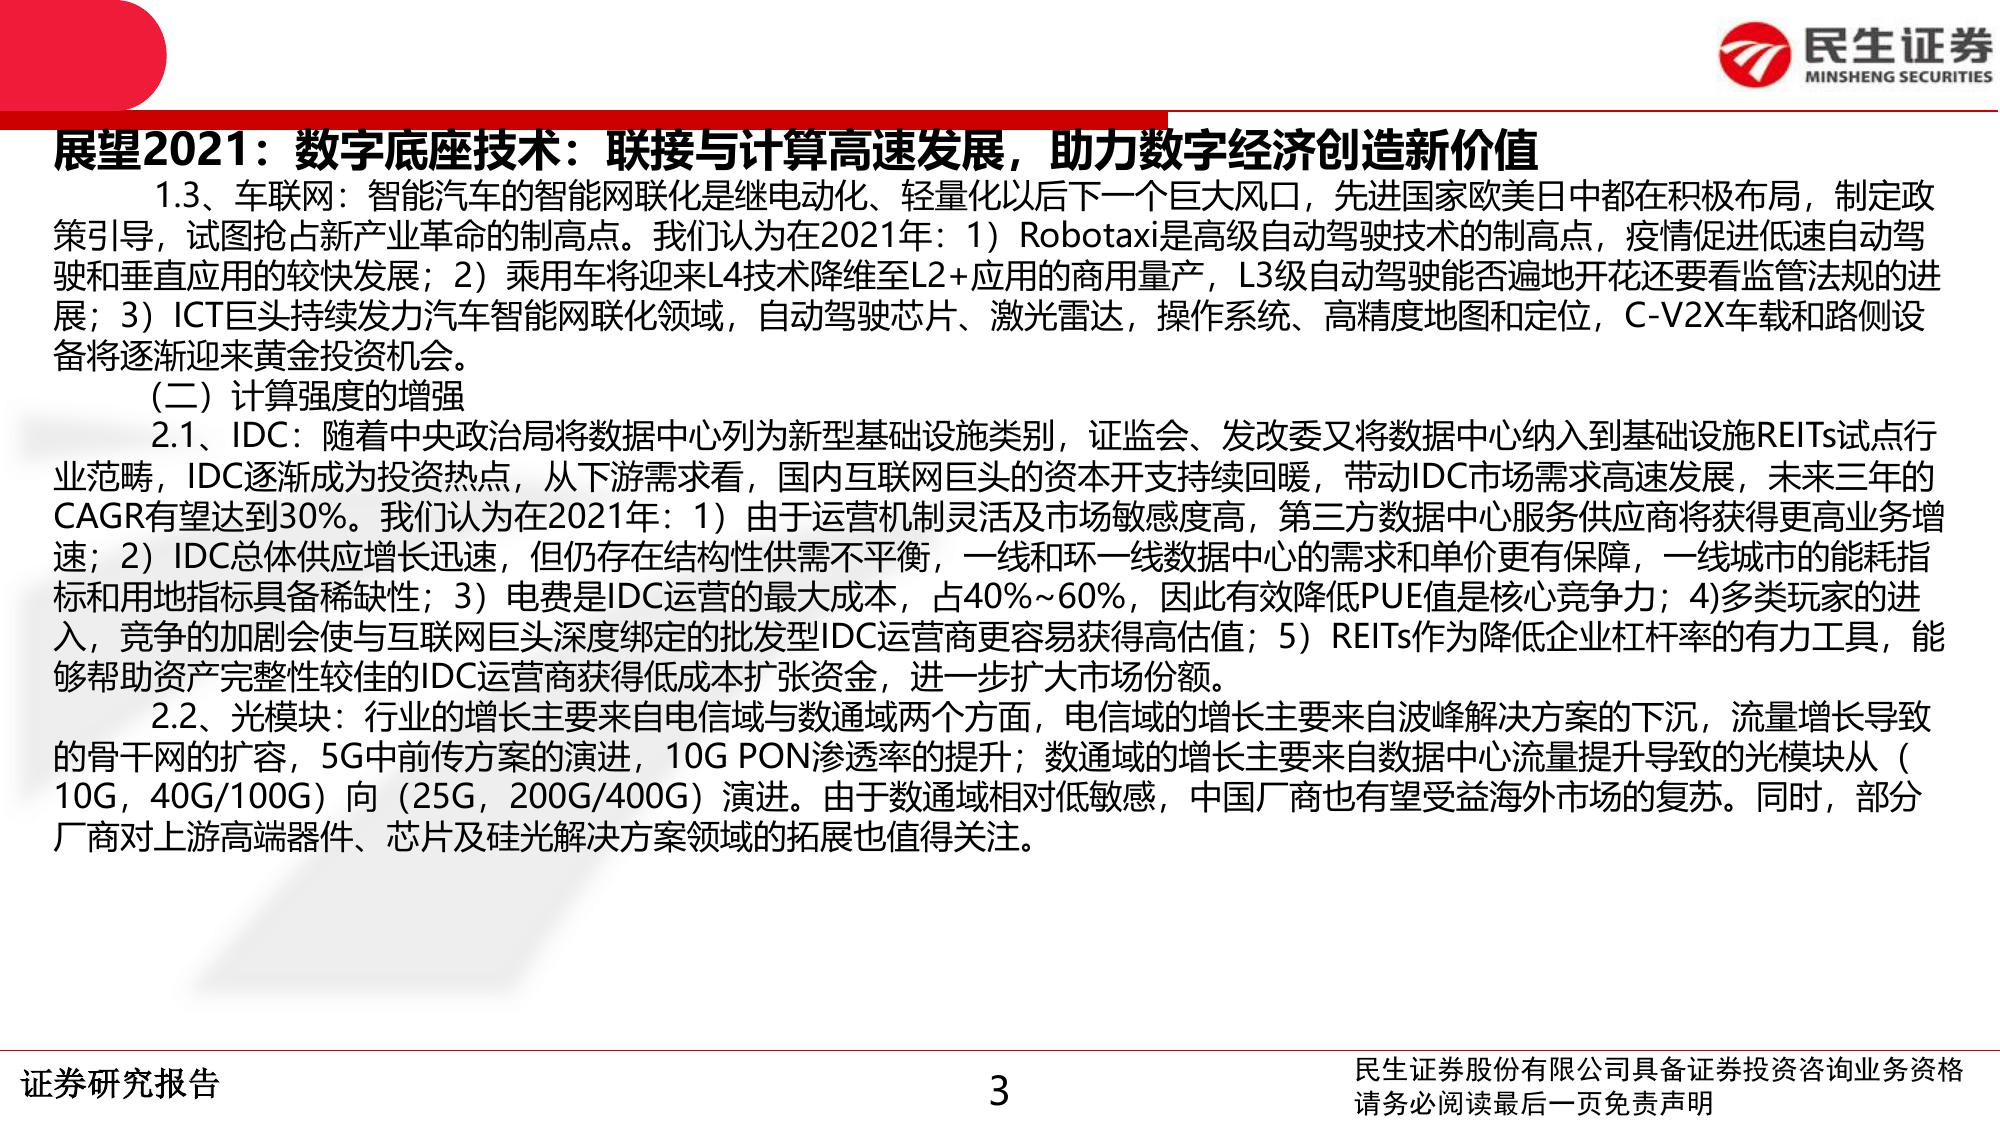 民生证券
MINSHENG SECURITIES
展望2021：数字底座技术：联接与计算高速发展，助力数字经济创造新价值
1.3、车联网：智能汽车的智能网联化是继电动化、轻量化以后下一个巨大风口，先进国家欧美日中都在积极布局，制定政
策引导，试图抢占新产业革命的制高点。我们认为在2021年：1）Robotaxi是高级自动驾驶技术的制高点，疫情促进低速自动驾
驶和垂直应用的较快发展；2）乘用车将迎来L4技术降维至L2+应用的商用量产，L3级自动驾驶能否遍地开花还要看监管法规的进
展；3）ICT巨头持续发力汽车智能网联化领域，自动驾驶芯片、激光雷达，操作系统、高精度地图和定位，C-V2X车载和路侧设
备将逐渐迎来黄金投资机会。
（二）计算强度的增强
2.1、IDC：随着中央政治局将数据中心列为新型基础设施类别，证监会、发改委又将数据中心纳入到基础设施REITs试点行
业范畴，IDC逐渐成为投资热点，从下游需求看，国内互联网巨头的资本开支持续回暖，带动IDC市场需求高速发展，未来三年的
CAGR有望达到30%。我们认为在2021年：1）由于运营机制灵活及市场敏感度高，第三方数据中心服务供应商将获得更高业务增
速；2）IDC总体供应增长迅速，但仍存在结构性供需不平衡，一线和环一线数据中心的需求和单价更有保障，一线城市的能耗指
标和用地指标具备稀缺性；3）电费是IDC运营的最大成本，占40%~60%，因此有效降低PUE值是核心竞争力；4)多类玩家的进
入，竞争的加剧会使与互联网巨头深度绑定的批发型IDC运营商更容易获得高估值；5）REITs作为降低企业杠杆率的有力工具，能
够帮助资产完整性较佳的IDC运营商获得低成本扩张资金，进一步扩大市场份额。
2.2、光模块：行业的增长主要来自电信域与数通域两个方面，电信域的增长主要来自波峰解决方案的下沉，流量增长导致
的骨干网的扩容，5G中前传方案的演进，10G PON渗透率的提升；数通域的增长主要来自数据中心流量提升导致的光模块从（
10G，40G/100G）向（25G，200G/400G）演进。由于数通域相对低敏感，中国厂商也有望受益海外市场的复苏。同时，部分
厂商对上游高端器件、芯片及硅光解决方案领域的拓展也值得关注。
证券研究报告
3
民生证券股份有限公司具备证券投资咨询业务资格
请务必阅读最后一页免责声明